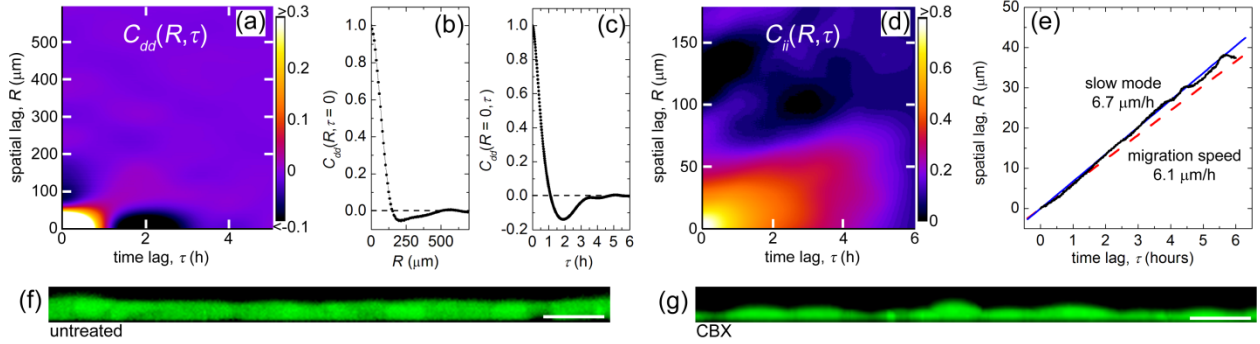 (a)
C_dd(R,τ)
spatial lag, R (μm)
600
500
400
300
200
100
0
0
2
4
time lag, τ (h)
≥0.3
0.2
0.1
0
<-0.1
(b)
C_dd(R,τ=0)
1.0
0.8
0.6
0.4
0.2
0.0
0
250
500
R (μm)
(c)
C_dd(R=0,τ)
1.0
0.8
0.6
0.4
0.2
0.0
-0.2
0 1 2 3 4 5 6
τ (h)
(d)
C_ii(R,τ)
150
100
50
0
0
2
4
6
time lag, τ (h)
≥0.8
0.6
0.4
0.2
0
(e)
spatial lag, R (μm)
50
40
30
20
10
0
slow mode
6.7 μm/h
migration speed
6.1 μm/h
0 1 2 3 4 5 6
time lag, τ (hours)
(f)
untreated
(g)
CBX